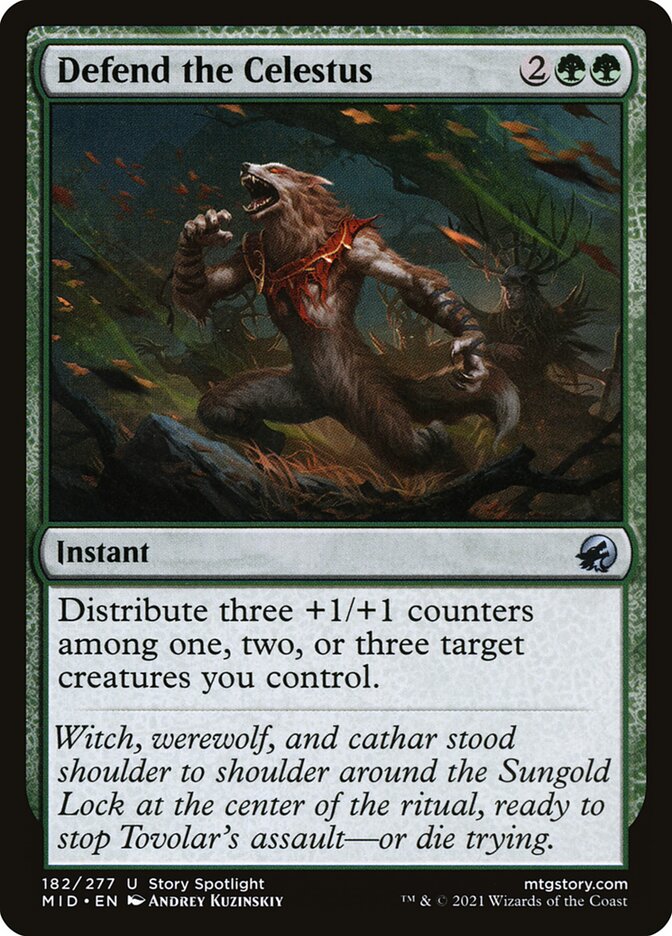 Defend the Celestus 2
Instant
Distribute three +1/+1 counters
among one, two, or three target
creatures you control.
Witch, werewolf, and cathar stood
shoulder to shoulder around the Sungold
Lock at the center of the ritual, ready to
stop Tovolar's assault—or die trying.
182/277 U Story Spotlight mtgstory.com
MID • EN Andrey Kuzinskiy ™ & © 2021 Wizards of the Coast